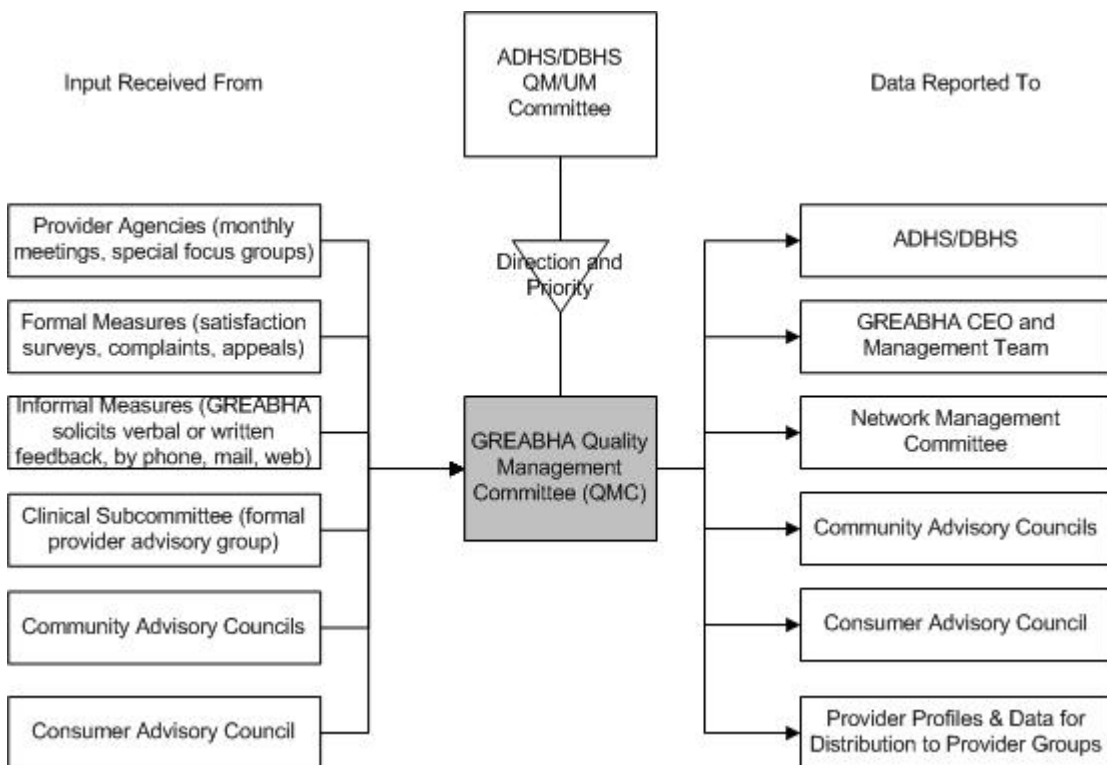 Input Received From
ADHS/DBHS
QM/UM
Committee
Data Reported To
Provider Agencies (monthly
meetings, special focus groups)
Formal Measures (satisfaction
surveys, complaints, appeals)
Informal Measures (GREABHA
solicits verbal or written
feedback, by phone, mail, web)
Clinical Subcommittee (formal
provider advisory group)
Community Advisory Councils
Consumer Advisory Council
Direction and
Priority
GREABHA Quality
Management
Committee (QMC)
ADHS/DBHS
GREABHA CEO and
Management Team
Network Management
Committee
Community Advisory Councils
Consumer Advisory Council
Provider Profiles & Data for
Distribution to Provider Groups